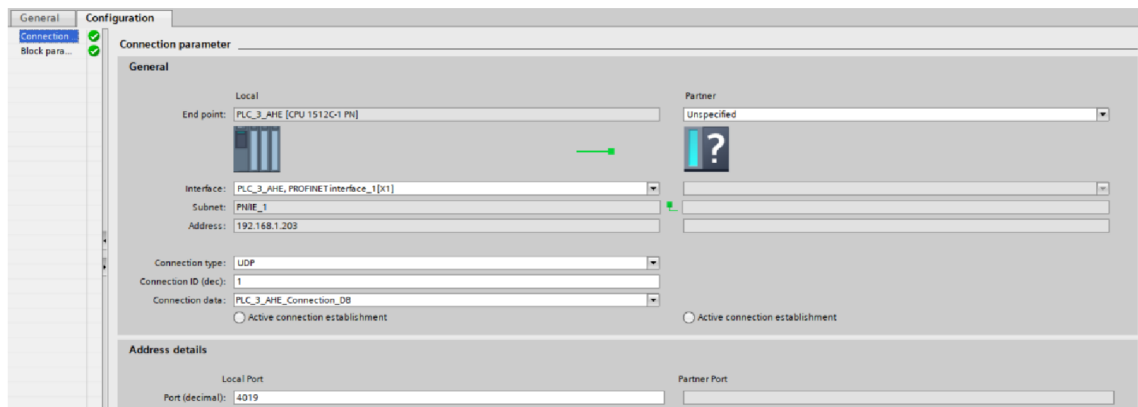 General Configuration
Connection...
Block para...
Connection parameter
General
Local Partner
End point: PLC_3_AHE [CPU 1512C-1 PN] Unspecified
?
Interface: PLC_3_AHE, PROFINET interface_1[X1]
Subnet: PN/IE_1
Address: 192.168.1.203
Connection type: UDP
Connection ID (dec): 1
Connection data: PLC_3_AHE_Connection_DB
Active connection establishment Active connection establishment
Address details
Local Port Partner Port
Port (decimal): 4019